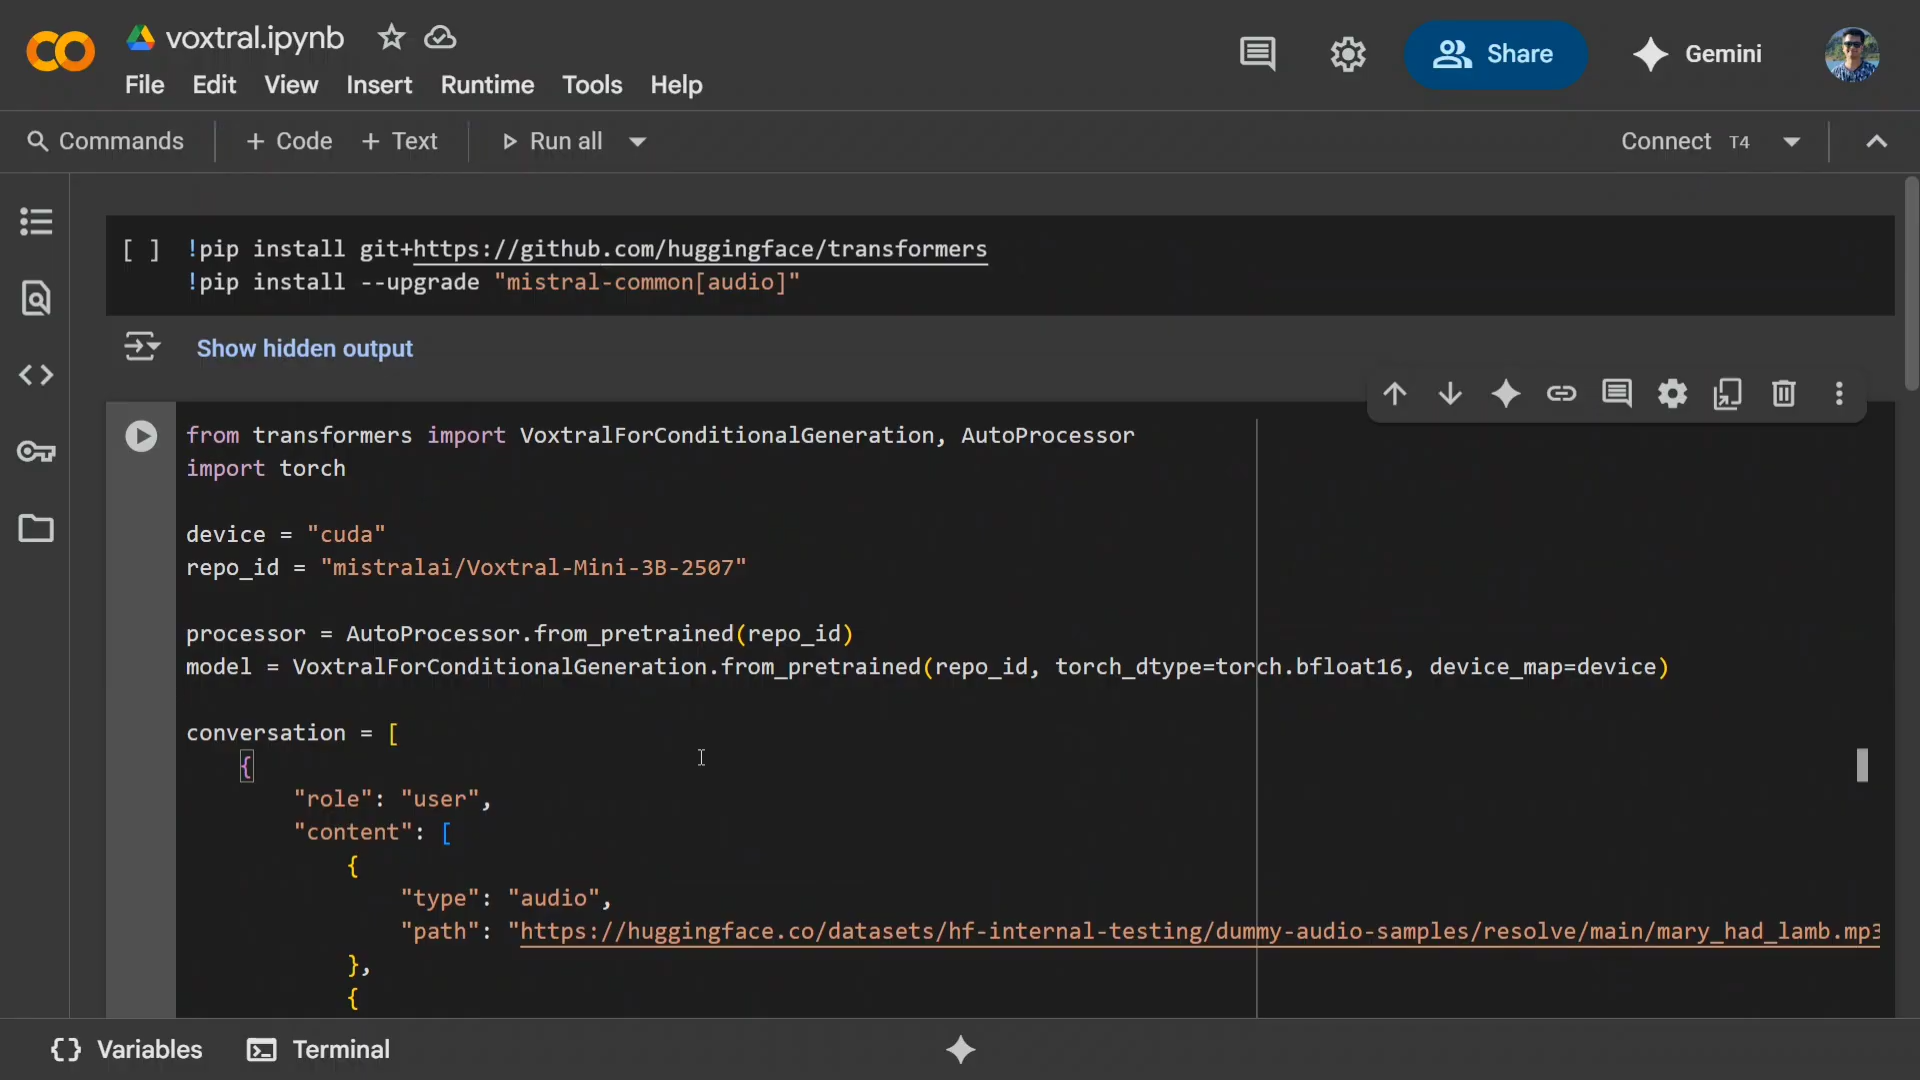 voxtral.ipynb
File Edit View Insert Runtime Tools Help
Share
Gemini
Commands + Code + Text Run all
Connect T4
[ ] !pip install git+https://github.com/huggingface/transformers
!pip install --upgrade "mistral-common[audio]"
Show hidden output
from transformers import VoxtralForConditionalGeneration, AutoProcessor
import torch
device = "cuda"
repo_id = "mistralai/Voxtral-Mini-3B-2507"
processor = AutoProcessor.from_pretrained(repo_id)
model = VoxtralForConditionalGeneration.from_pretrained(repo_id, torch_dtype=torch.bfloat16, device_map=device)
conversation = [
{
"role": "user",
"content": [
{
"type": "audio",
"path": "https://huggingface.co/datasets/hf-internal-testing/dummy-audio-samples/resolve/main/mary_had_lamb.mp3
},
{
Variables Terminal